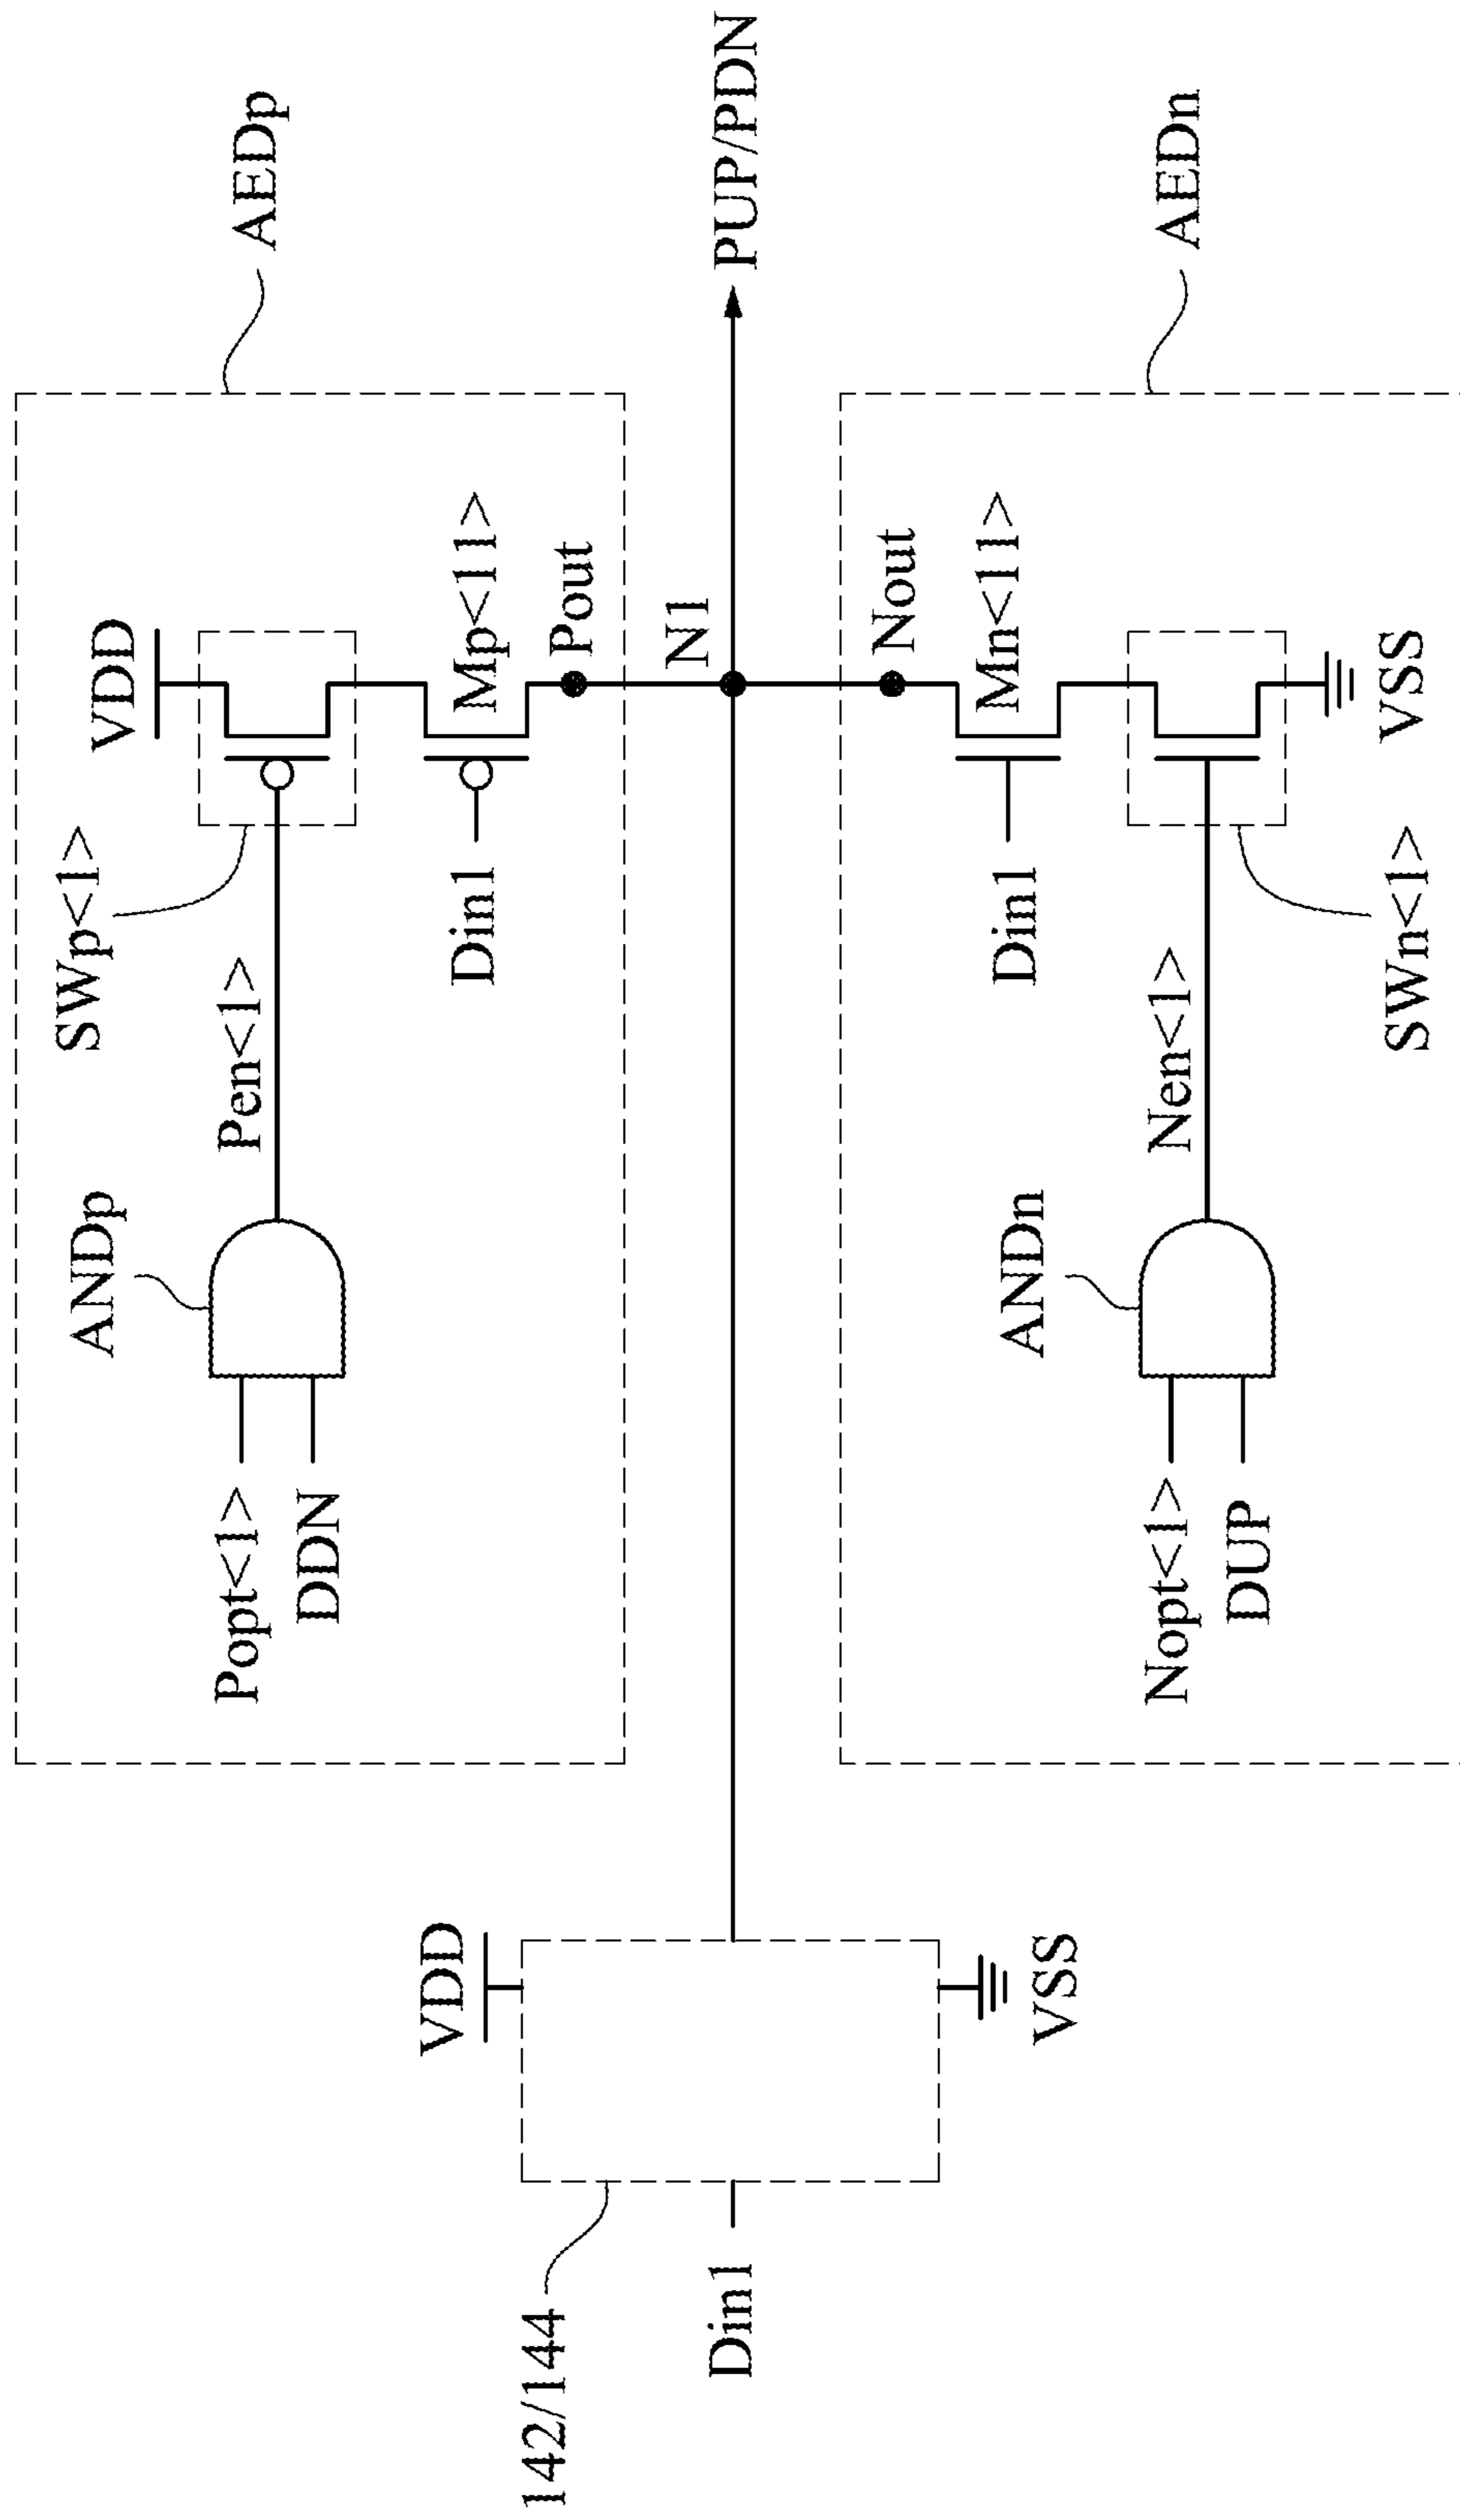 142/144
Din1
VDD
VSS
Popt<1>
DDN
ANDp
Pen<1>
SWp<1>
VDD
Din1
Mp<11>
Pout
AEDp
N1
PUP/PDN
Nopt<1>
DUP
ANDn
Nen<1>
Din1
Nout
Mn<11>
SWn<1>
VSS
AEDn